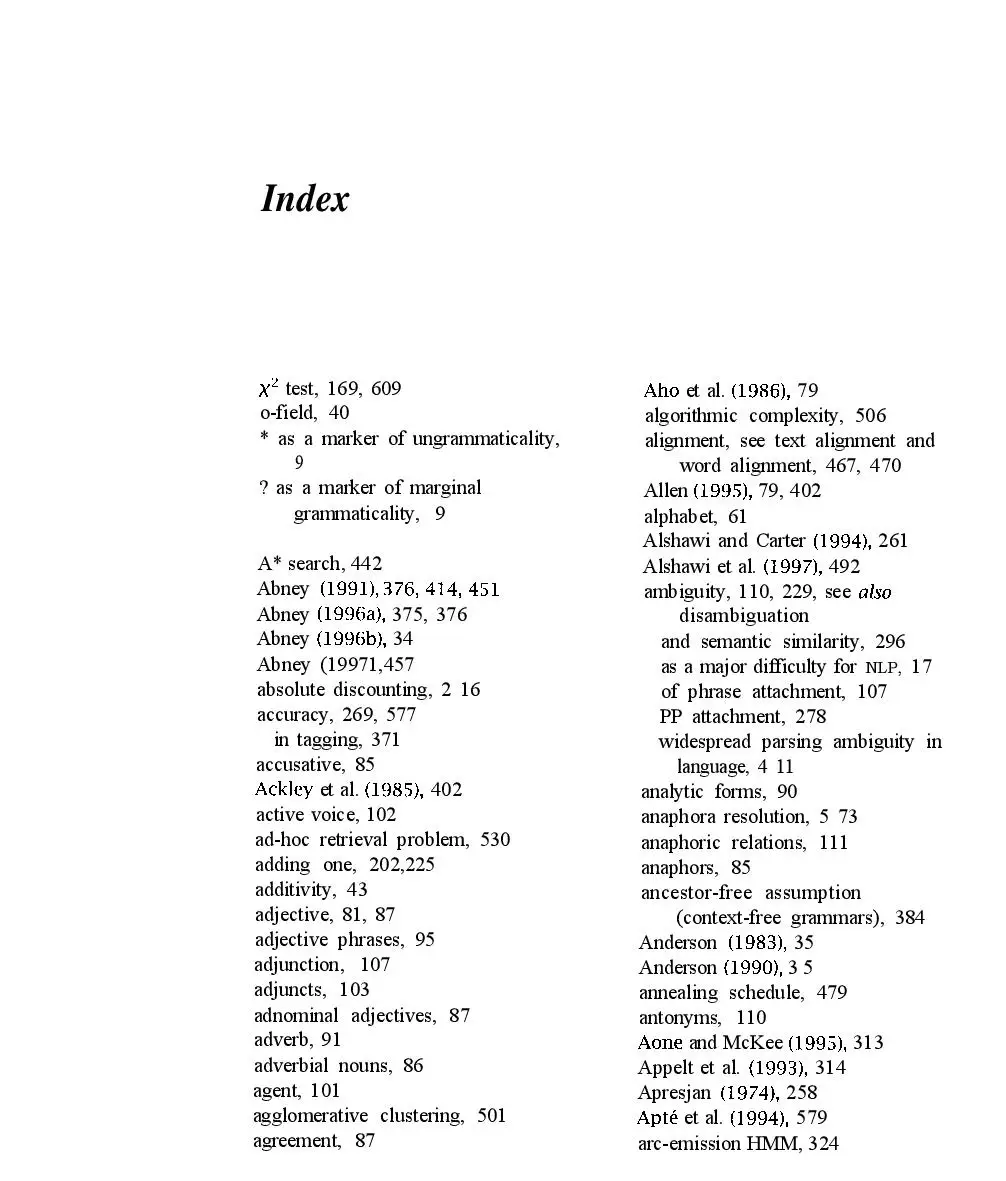 Index
χ² test, 169, 609
o-field, 40
* as a marker of ungrammaticality,
9
? as a marker of marginal
grammaticality, 9
A* search, 442
Abney (1991), 376, 414, 451
Abney (1996a), 375, 376
Abney (1996b), 34
Abney (19971,457
absolute discounting, 2 16
accuracy, 269, 577
in tagging, 371
accusative, 85
Ackley et al. (1985), 402
active voice, 102
ad-hoc retrieval problem, 530
adding one, 202,225
additivity, 43
adjective, 81, 87
adjective phrases, 95
adjunction, 107
adjuncts, 103
adnominal adjectives, 87
adverb, 91
adverbial nouns, 86
agent, 101
agglomerative clustering, 501
agreement, 87
Aho et al. (1986), 79
algorithmic complexity, 506
alignment, see text alignment and
word alignment, 467, 470
Allen (1995), 79, 402
alphabet, 61
Alshawi and Carter (1994), 261
Alshawi et al. (1997), 492
ambiguity, 110, 229, see also
disambiguation
and semantic similarity, 296
as a major difficulty for NLP, 17
of phrase attachment, 107
PP attachment, 278
widespread parsing ambiguity in
language, 4 11
analytic forms, 90
anaphora resolution, 5 73
anaphoric relations, 111
anaphors, 85
ancestor-free assumption
(context-free grammars), 384
Anderson (1983), 35
Anderson (1990), 3 5
annealing schedule, 479
antonyms, 110
Aone and McKee (1995), 313
Appelt et al. (1993), 314
Apresjan (1974), 258
Apté et al. (1994), 579
arc-emission HMM, 324